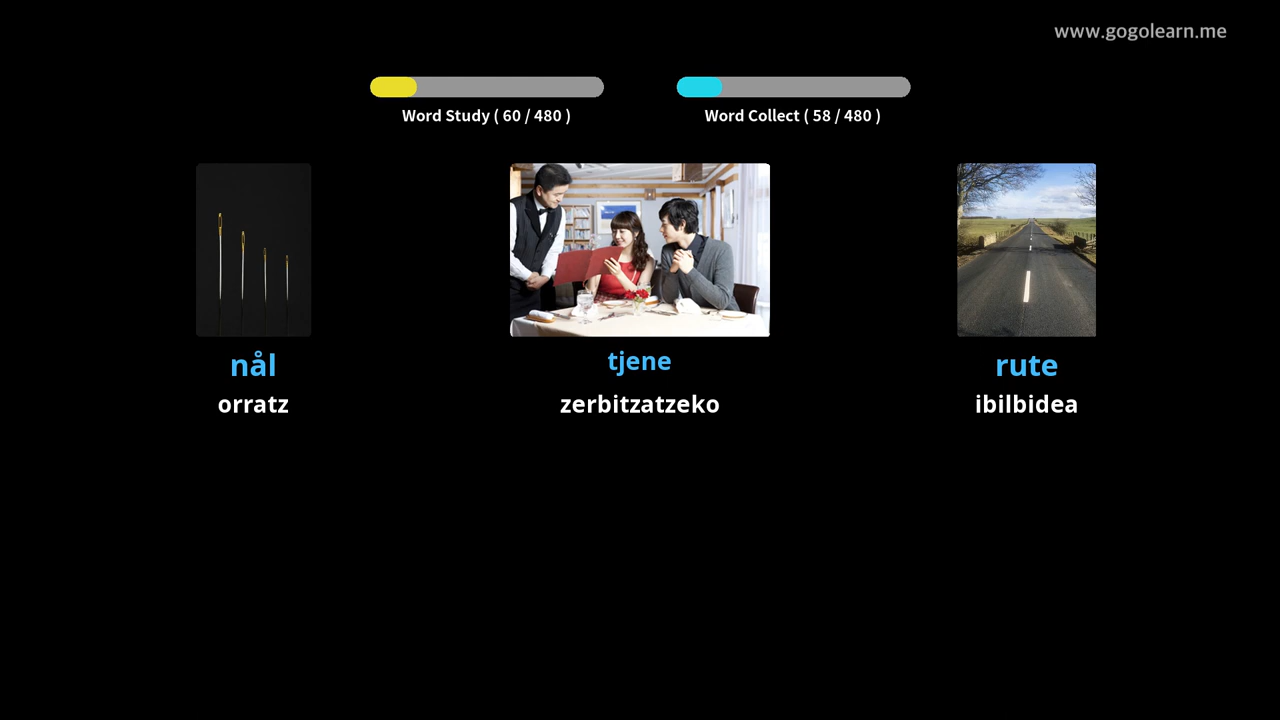 www.gogolearn.me
Word Study ( 60 / 480 )
Word Collect ( 58 / 480 )
nål
tjene
rute
orratz
zerbitzatzeko
ibilbidea